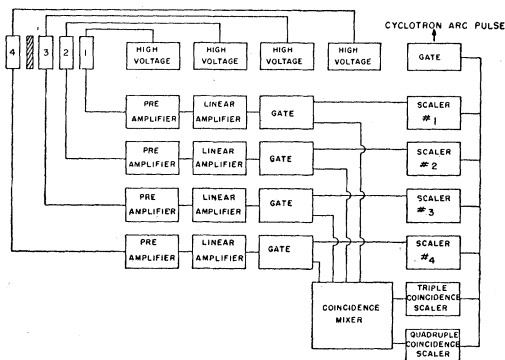 CYCLOTRON ARC PULSE
4 3 2 1
HIGH VOLTAGE
HIGH VOLTAGE
HIGH VOLTAGE
HIGH VOLTAGE
GATE
PRE AMPLIFIER
LINEAR AMPLIFIER
GATE
SCALER #1
PRE AMPLIFIER
LINEAR AMPLIFIER
GATE
SCALER #2
PRE AMPLIFIER
LINEAR AMPLIFIER
GATE
SCALER #3
PRE AMPLIFIER
LINEAR AMPLIFIER
GATE
SCALER #4
COINCIDENCE MIXER
TRIPLE COINCIDENCE SCALER
QUADRUPLE COINCIDENCE SCALER